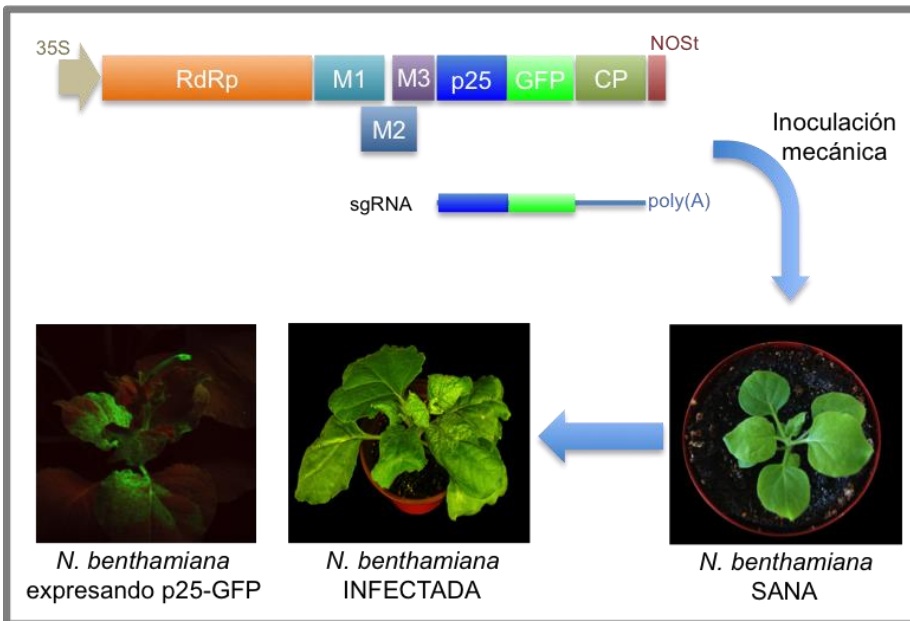 35S
NOSt
RdRp
M1
M3
p25
GFP
CP
M2
Inoculación
mecánica
sgRNA
poly(A)
N. benthamiana
expresando p25-GFP
N. benthamiana
INFECTADA
N. benthamiana
SANA